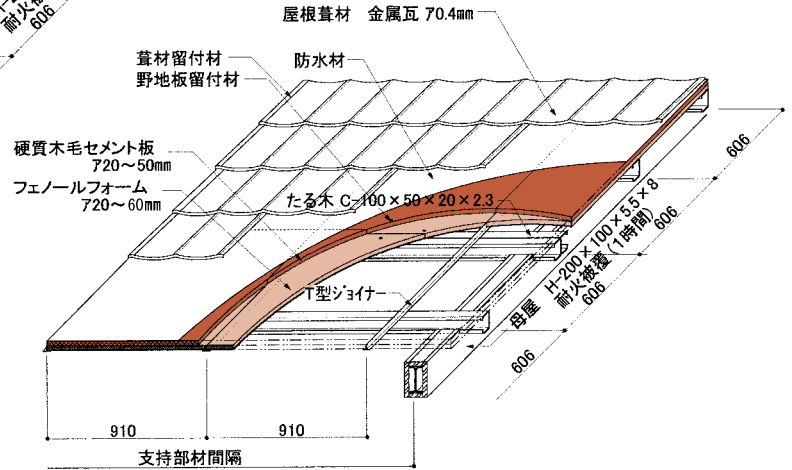 耐火被
606
屋根葺材 金属瓦 ｱ0.4mm
葺材留付材
防水材
野地板留付材
硬質木毛セメント板
ｱ20～50mm
フェノールフォーム
ｱ20～60mm
たる木 C-100×50×20×2.3
T型ｼﾞｮｲﾅｰ
母屋 H-200×100×5.5×8
耐火被覆(1時間)
606
606
606
606
910
910
支持部材間隔